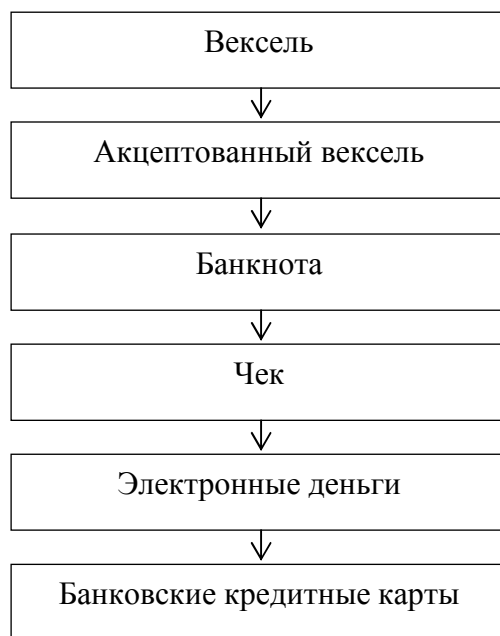 Вексель
Акцептованный вексель
Банкнота
Чек
Электронные деньги
Банковские кредитные карты